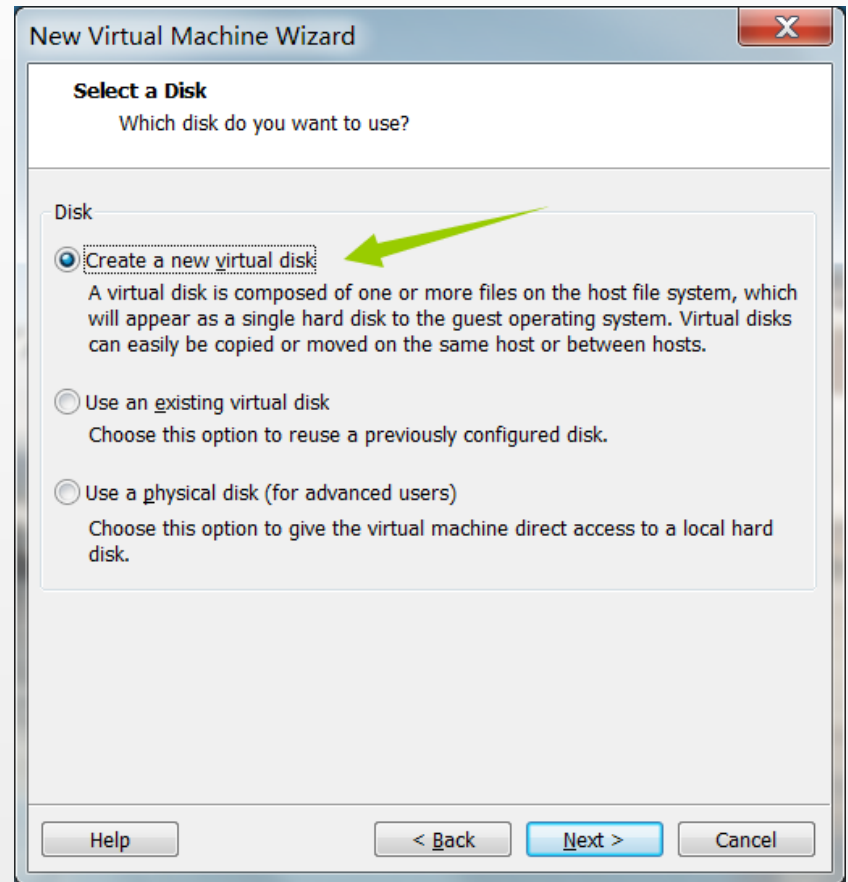 New Virtual Machine Wizard
X
Select a Disk
Which disk do you want to use?
Disk
Create a new virtual disk
A virtual disk is composed of one or more files on the host file system, which
will appear as a single hard disk to the guest operating system. Virtual disks
can easily be copied or moved on the same host or between hosts.
Use an existing virtual disk
Choose this option to reuse a previously configured disk.
Use a physical disk (for advanced users)
Choose this option to give the virtual machine direct access to a local hard
disk.
Help
< Back
Next >
Cancel